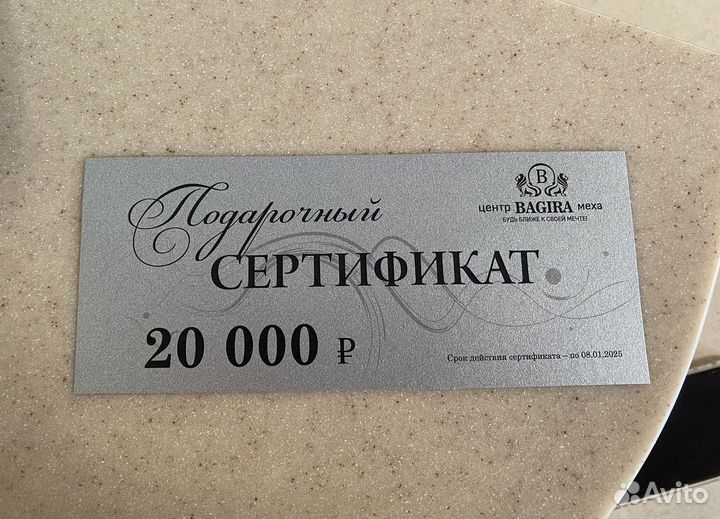 Подарочный
СЕРТИФИКАТ
20 000 ₽
B
центр BAGIRA меха
БУДЬ БЛИЖЕ К СВОЕЙ МЕЧТЕ!
Срок действия сертификата – по 08.01.2025
Avito